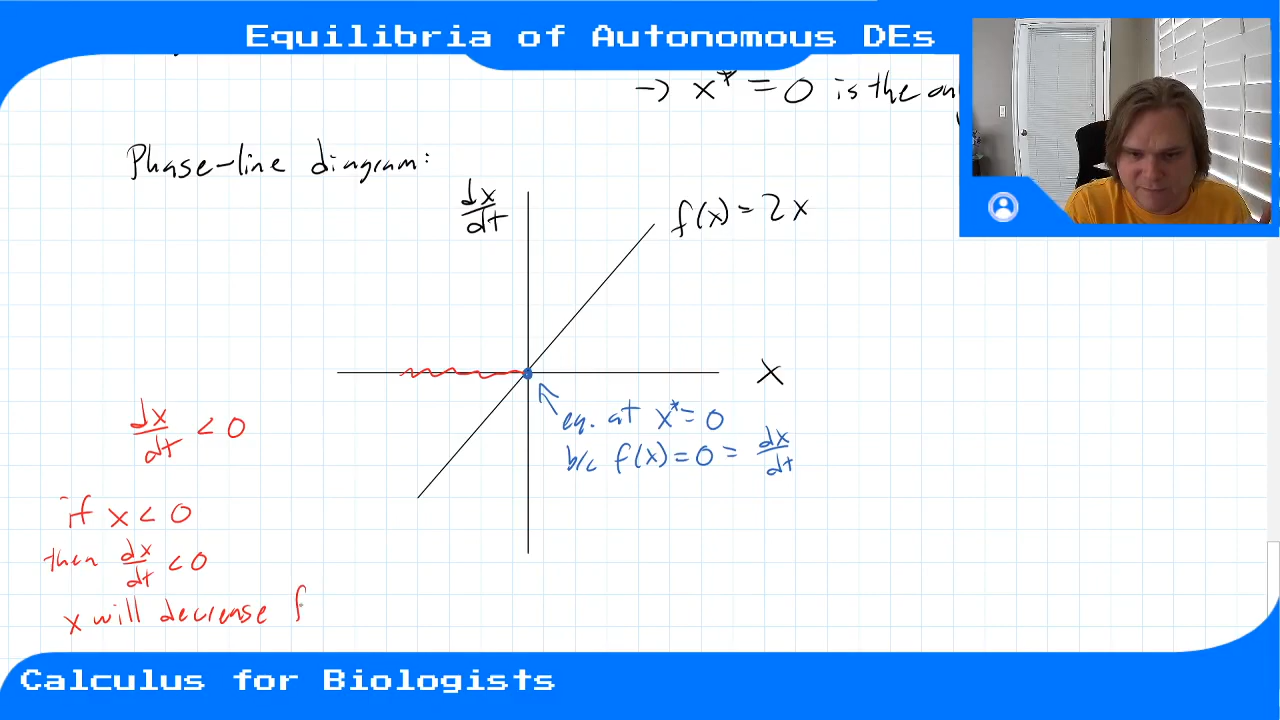 Equilibria of Autonomous DEs
→ x* = 0 is the on
Phase-line diagram:
dx/dt
f(x) = 2x
x
eq. at x* = 0
b/c f(x) = 0 = dx/dt
dx/dt < 0
if x < 0
then dx/dt < 0
x will decrease f
Calculus for Biologists